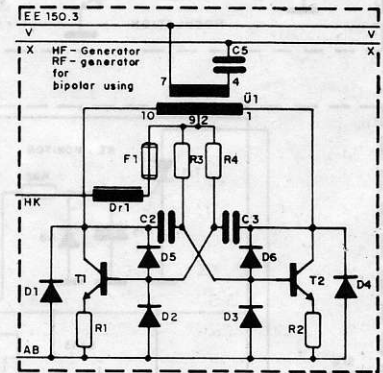 EE 150.3
V V
X X
HF - Generator
RF - generator
for
bipolar using
C5
7 4
Ü1
10 1
9 2
F1 R3 R4
HK
Dr1
C2 C3
D5 D6
T1 T2
D1 D2 D3 D4
R1 R2
AB